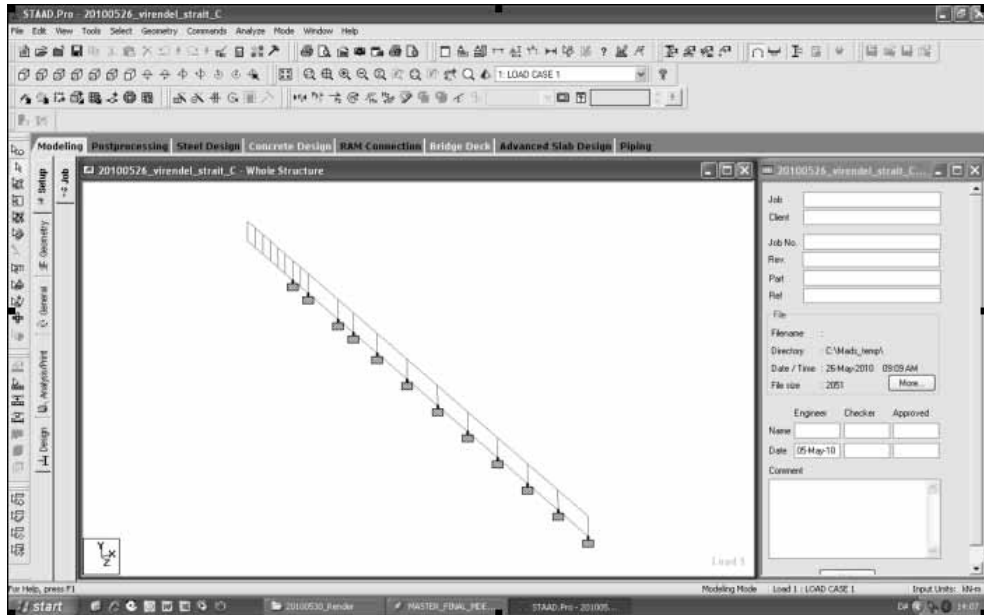 STAAD.Pro - 20100526_virendel_strait_C
File Edit View Tools Select Geometry Commands Analyze Mode Window Help
1: LOAD CASE 1
Modeling Postprocessing Steel Design Concrete Design RAM Connection Bridge Deck Advanced Slab Design Piping
Setup
Geometry
General
Analysis/Print
Design
Job
20100526_virendel_strait_C - Whole Structure
Y
X
Z
Load 1
20100526_virendel_strait_C...
Job
Client
Job No.
Rev.
Part
Ref
File
Filename :
Directory : C:\Mads_temp\
Date / Time : 26-May-2010 09:09 AM
File size : 2051
More...
Engineer Checker Approved
Name
Date 05-May-10
Comment
For Help, press F1
Modeling Mode Load 1 : LOAD CASE 1 Input Units: kN-m
start 20100530_Render STAAD.Pro - 201005... DA 14:07